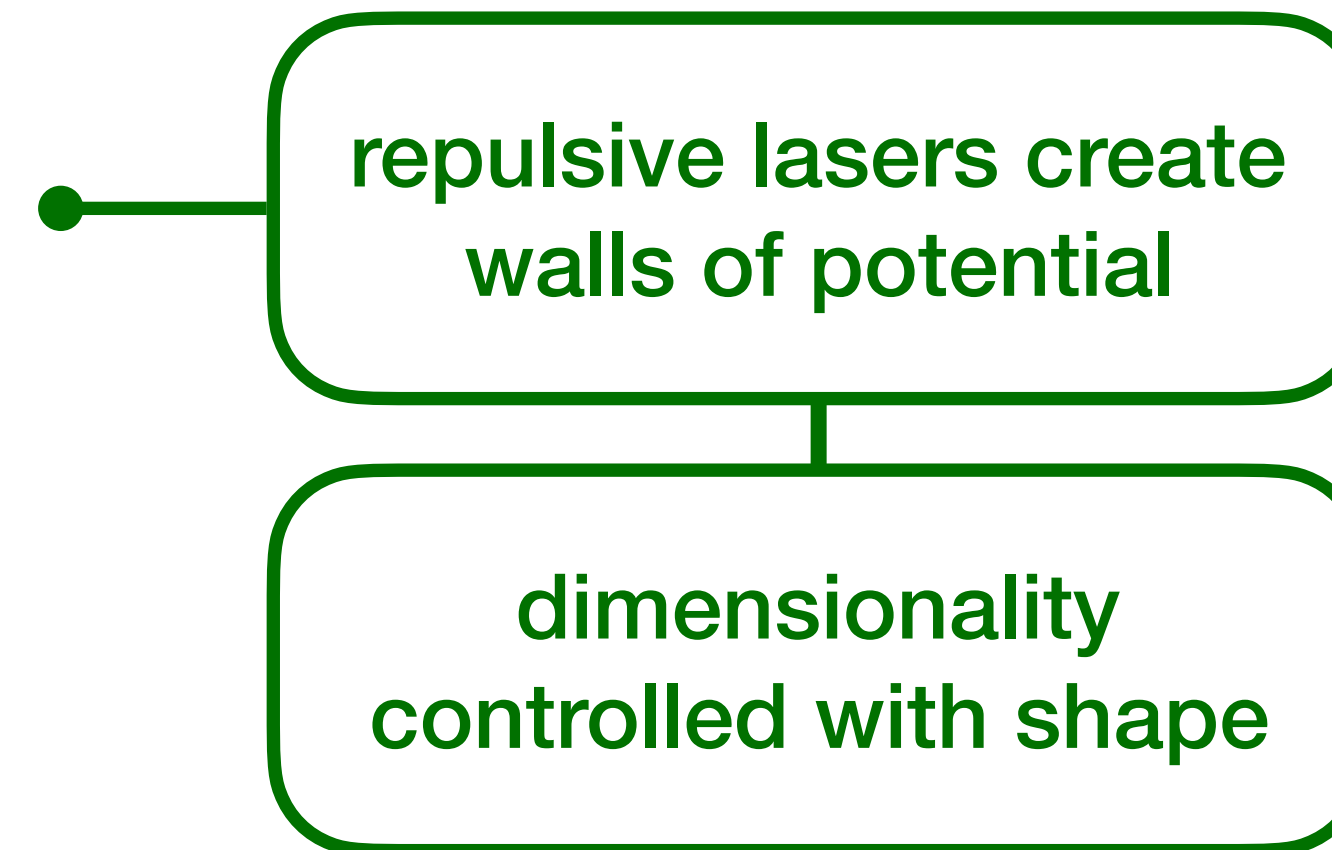 repulsive lasers create
walls of potential
dimensionality
controlled with shape